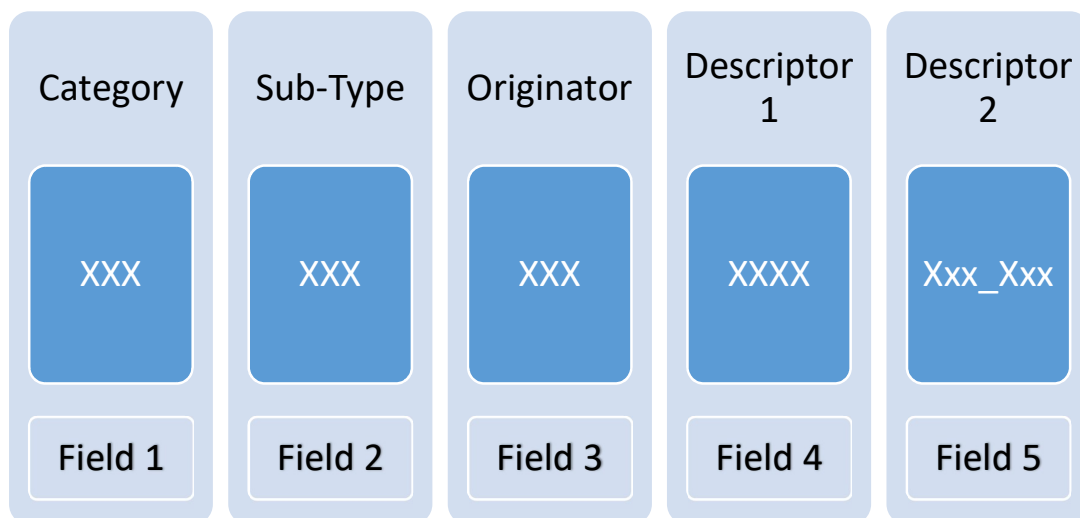 Category
Sub-Type
Originator
Descriptor
1
Descriptor
2
XXX
XXX
XXX
XXXX
Xxx_Xxx
Field 1
Field 2
Field 3
Field 4
Field 5